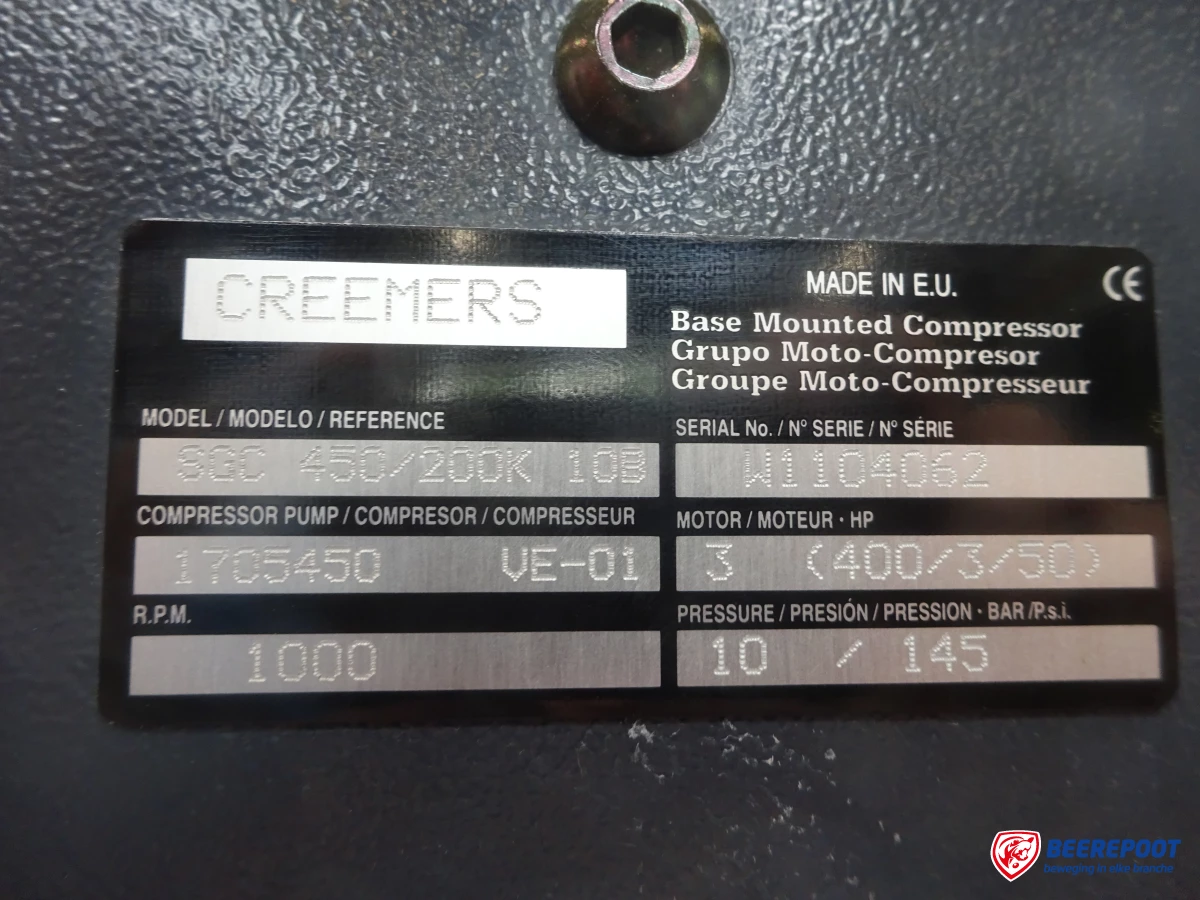 CREEMERS
MADE IN E.U.
CE
Base Mounted Compressor
Grupo Moto-Compresor
Groupe Moto-Compresseur
MODEL / MODELO / REFERENCE
SERIAL No. / N° SERIE / N° SÉRIE
SGC 450/200K 10B
W1104062
COMPRESSOR PUMP / COMPRESOR / COMPRESSEUR
MOTOR / MOTEUR · HP
1705450 VE-01
3 (400/3/50)
R.P.M.
PRESSURE / PRESIÓN / PRESSION · BAR /P.s.i.
1000
10 / 145
BEEREPOOT
beweging in elke branche